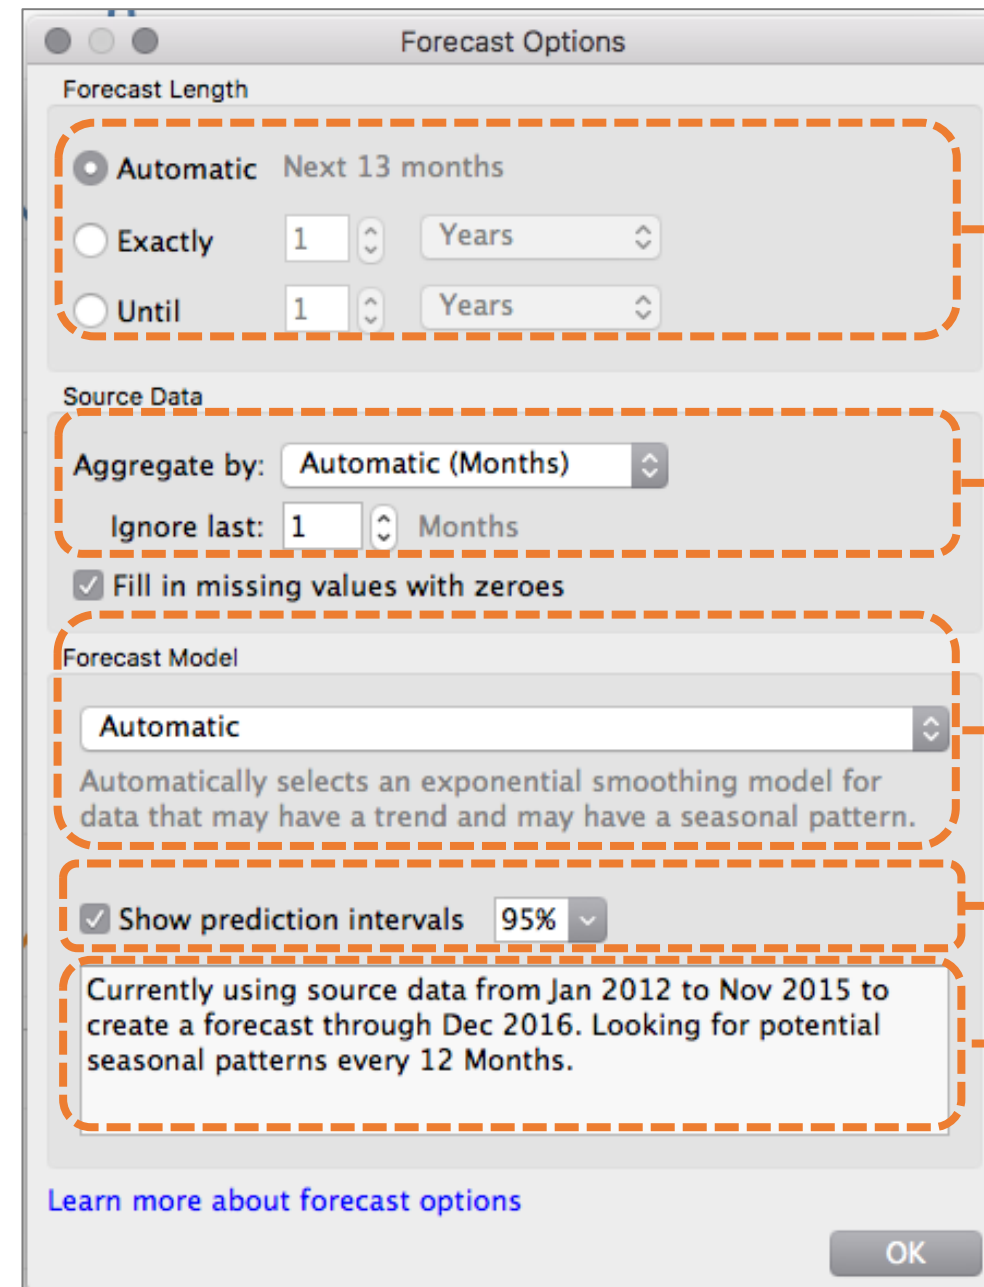 Forecast Options
Forecast Length
Automatic Next 13 months
Exactly 1 Years
Until 1 Years
Source Data
Aggregate by: Automatic (Months)
Ignore last: 1 Months
Fill in missing values with zeroes
Forecast Model
Automatic
Automatically selects an exponential smoothing model for
data that may have a trend and may have a seasonal pattern.
Show prediction intervals 95%
Currently using source data from Jan 2012 to Nov 2015 to
create a forecast through Dec 2016. Looking for potential
seasonal patterns every 12 Months.
Learn more about forecast options
OK